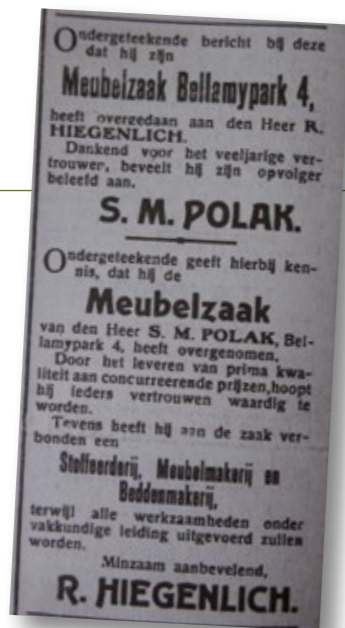 Ondergeteekende bericht bij deze
dat hij zijn
Meubelzaak Bellamypark 4,
heeft overgedaan aan den Heer R.
HIEGENLICH.
Dankend voor het veeljarige ver-
trouwen, beveelt hij zijn opvolger
beleefd aan.
S. M. POLAK.
Ondergeteekende geeft hierbij ken-
nis, dat hij de
Meubelzaak
van den Heer S. M. POLAK, Bel-
lamypark 4, heeft overgenomen.
Door het leveren van prima kwa-
liteit aan concurreerende prijzen, hoopt
hij ieders vertrouwen waardig te
worden.
Tevens heeft hij aan de zaak ver-
bonden een
Stoffeerderij, Meubelmakerij en
Beddenmakerij,
terwijl alle werkzaamheden onder
vakkundige leiding uitgevoerd zullen
worden.
Minzaam aanbevelend,
R. HIEGENLICH.